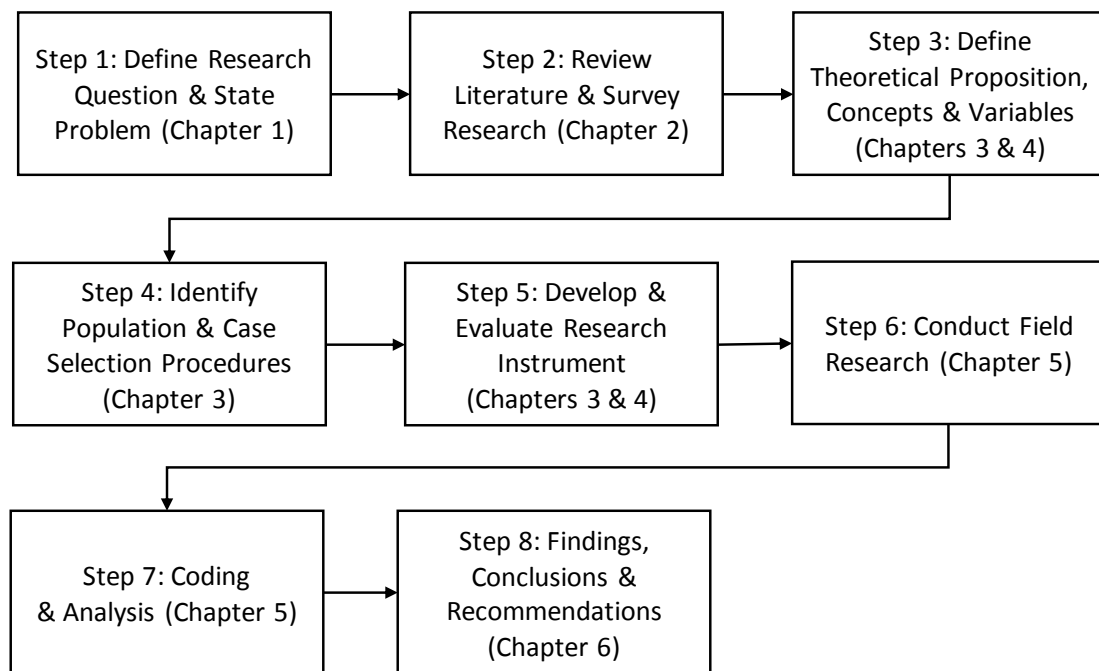 Step 1: Define Research
Question & State
Problem (Chapter 1)
Step 2: Review
Literature & Survey
Research (Chapter 2)
Step 3: Define
Theoretical Proposition,
Concepts & Variables
(Chapters 3 & 4)
Step 4: Identify
Population & Case
Selection Procedures
(Chapter 3)
Step 5: Develop &
Evaluate Research
Instrument
(Chapters 3 & 4)
Step 6: Conduct Field
Research (Chapter 5)
Step 7: Coding
& Analysis (Chapter 5)
Step 8: Findings,
Conclusions &
Recommendations
(Chapter 6)